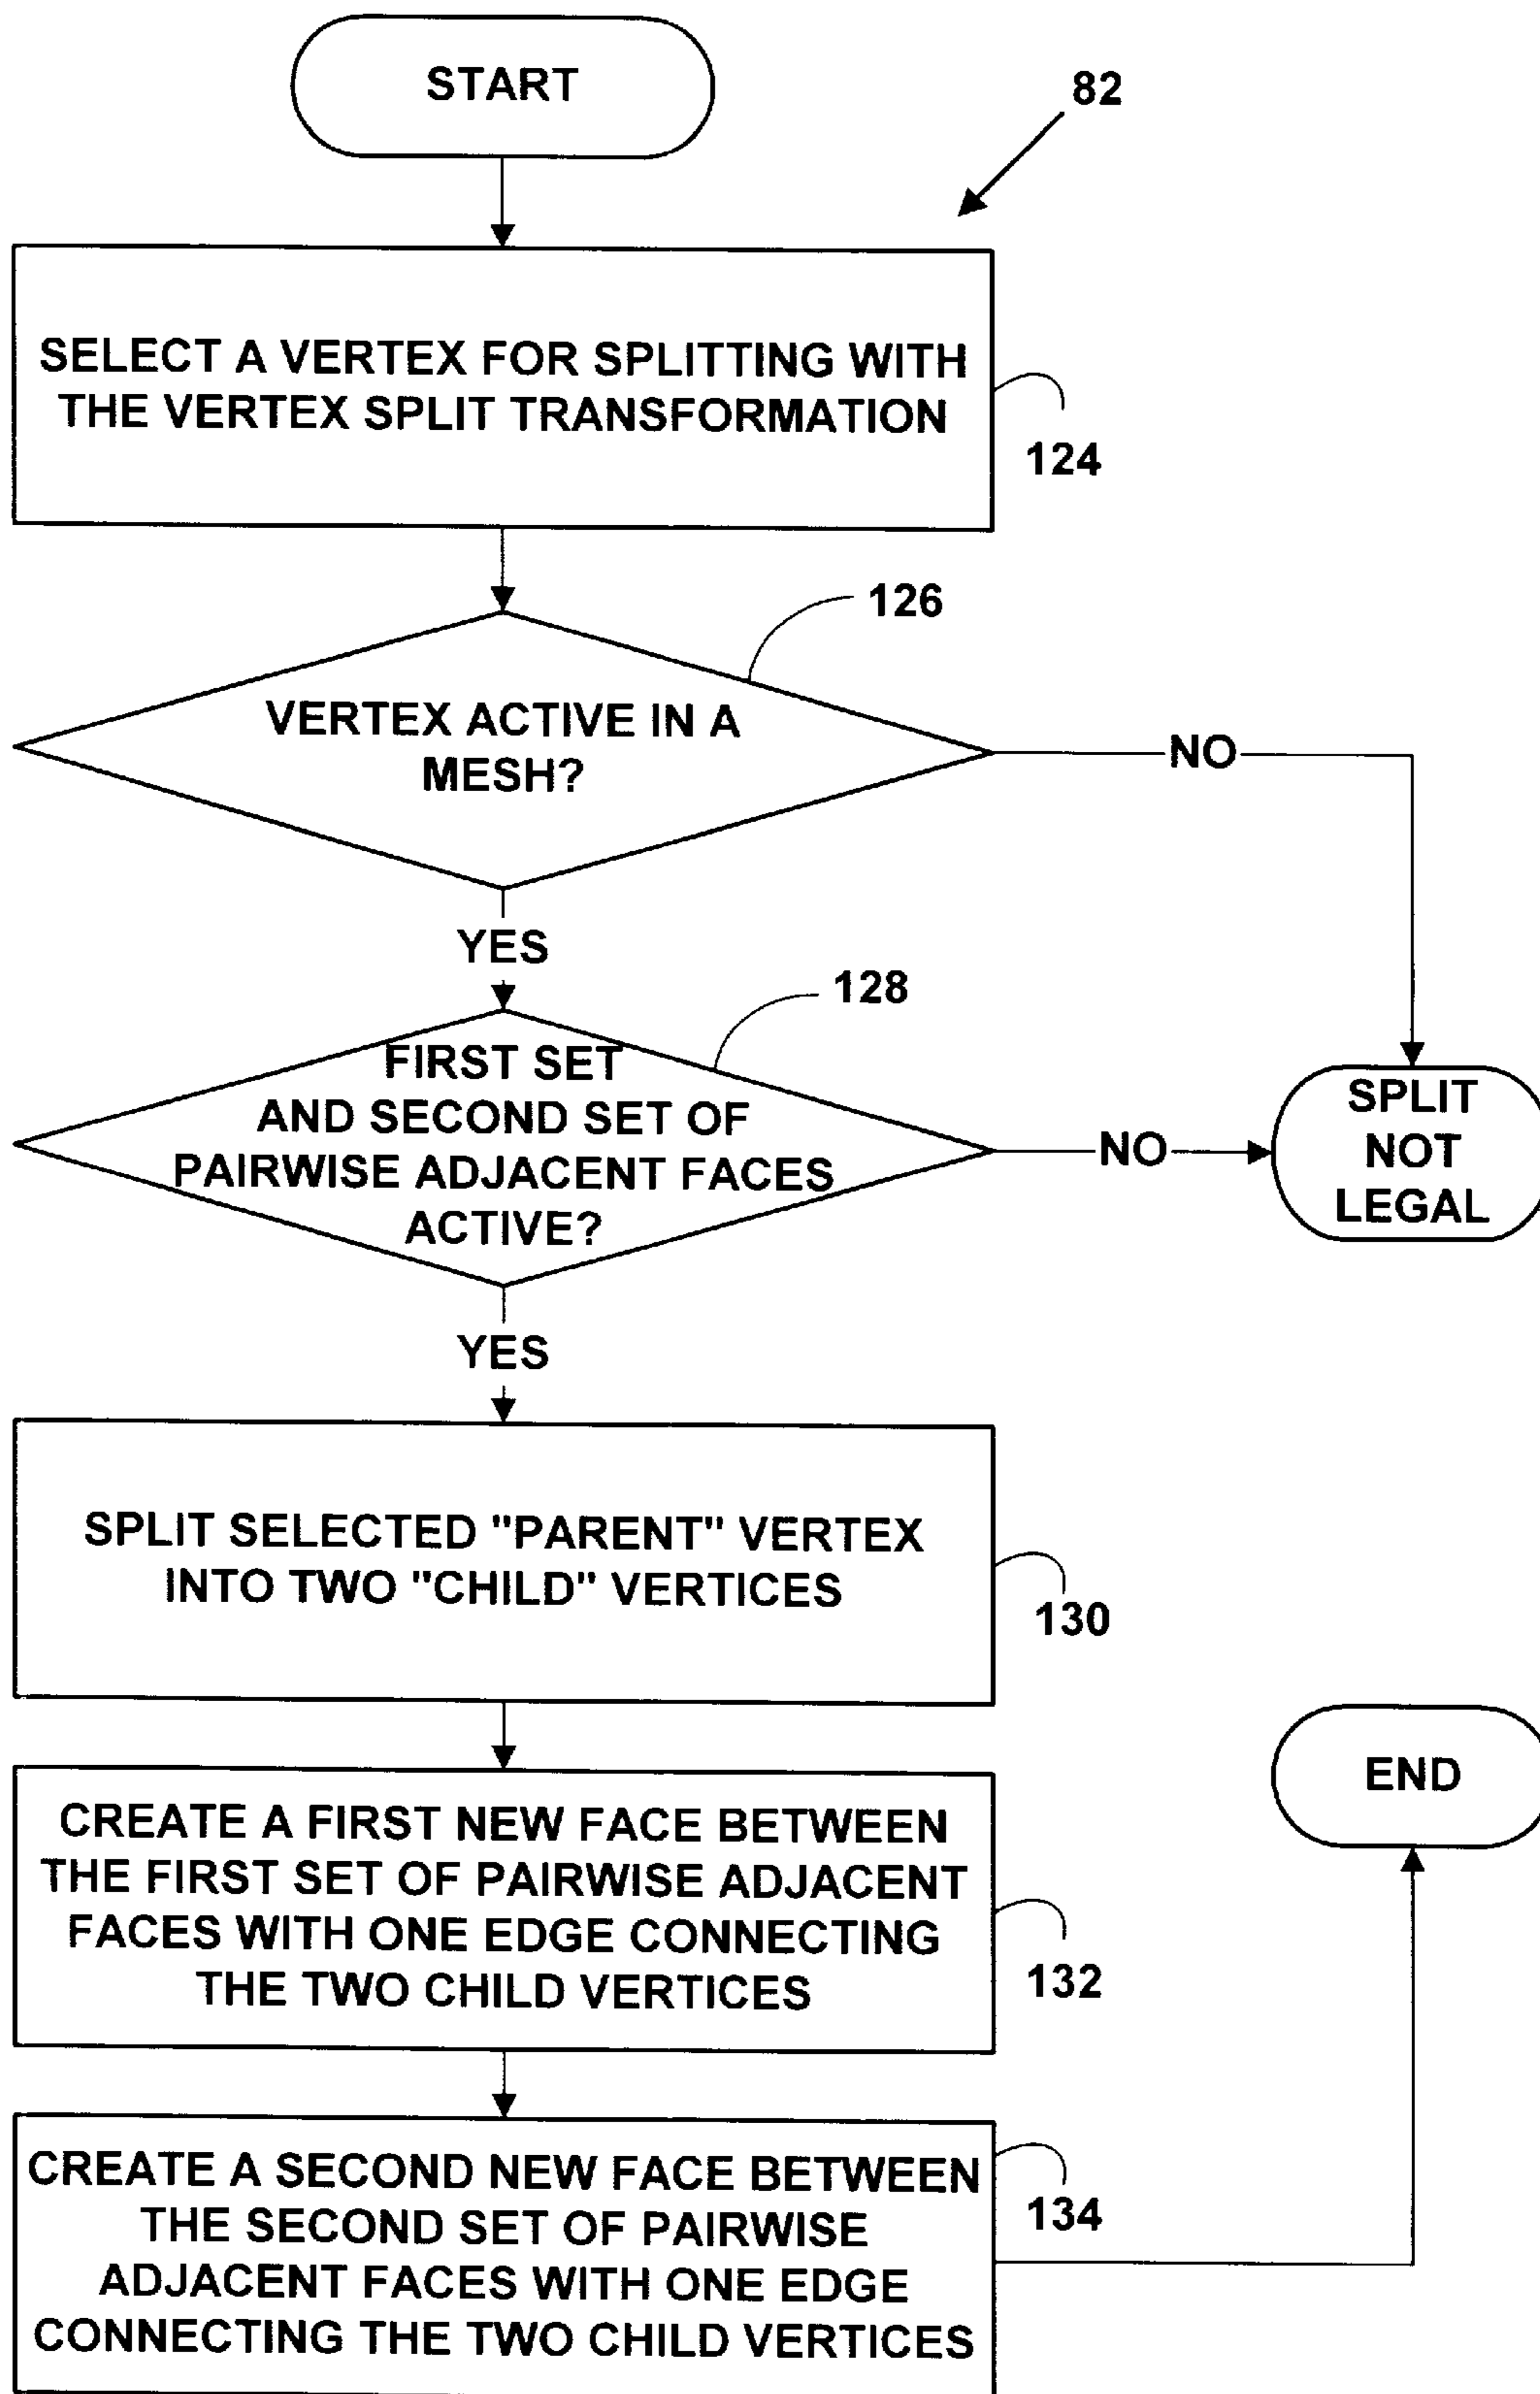 START
82
SELECT A VERTEX FOR SPLITTING WITH
THE VERTEX SPLIT TRANSFORMATION
124
126
VERTEX ACTIVE IN A
MESH?
NO
YES
128
FIRST SET
AND SECOND SET OF
PAIRWISE ADJACENT FACES
ACTIVE?
NO
SPLIT
NOT
LEGAL
YES
SPLIT SELECTED "PARENT" VERTEX
INTO TWO "CHILD" VERTICES
130
CREATE A FIRST NEW FACE BETWEEN
THE FIRST SET OF PAIRWISE ADJACENT
FACES WITH ONE EDGE CONNECTING
THE TWO CHILD VERTICES
132
END
CREATE A SECOND NEW FACE BETWEEN
THE SECOND SET OF PAIRWISE
ADJACENT FACES WITH ONE EDGE
CONNECTING THE TWO CHILD VERTICES
134